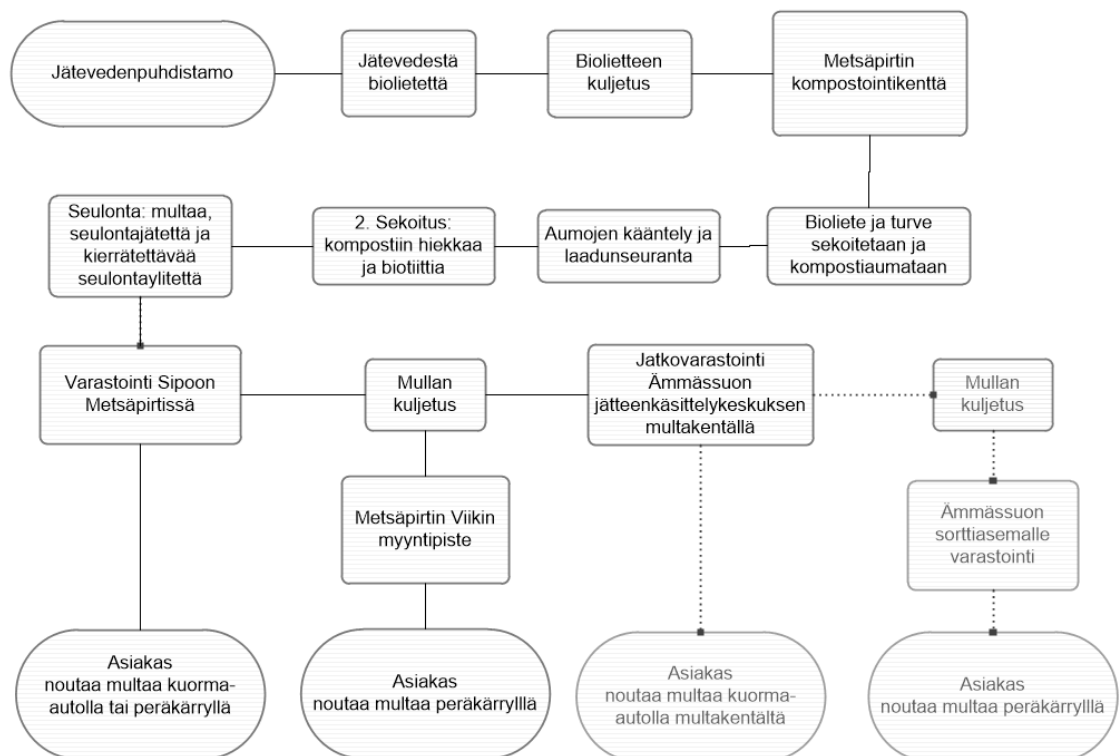 Jätevedenpuhdistamo
Jätevedestä
biolietettä
Biolietteen
kuljetus
Metsäpirtin
kompostointikenttä
Seulonta: multaa,
seulontajätettä ja
kierrätettävää
seulontaylitettä
2. Sekoitus:
kompostiin hiekkaa
ja biotiittia
Aumojen kääntely ja
laadunseuranta
Bioliete ja turve
sekoitetaan ja
kompostiaumataan
Varastointi Sipoon
Metsäpirtissä
Mullan
kuljetus
Jatkovarastointi
Ämmässuon
jätteenkäsittelykeskuksen
multakentällä
Mullan
kuljetus
Metsäpirtin Viikin
myyntipiste
Ämmässuon
sorttiasemalle
varastointi
Asiakas
noutaa multaa kuorma-
autolla tai peräkärryllä
Asiakas
noutaa multaa peräkärrylllä
Asiakas
noutaa multaa kuorma-
autolla multakentältä
Asiakas
noutaa multaa peräkärrylllä